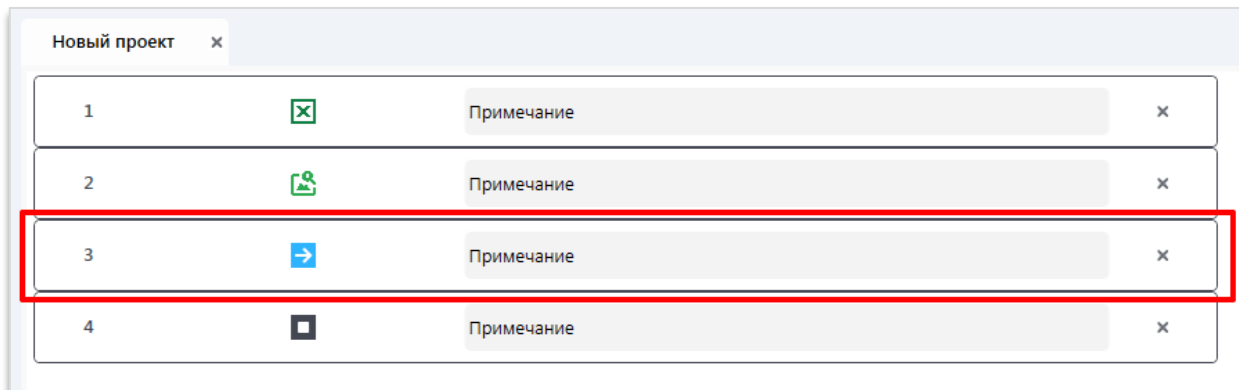 Новый проект
1 Примечание
2 Примечание
3 Примечание
4 Примечание